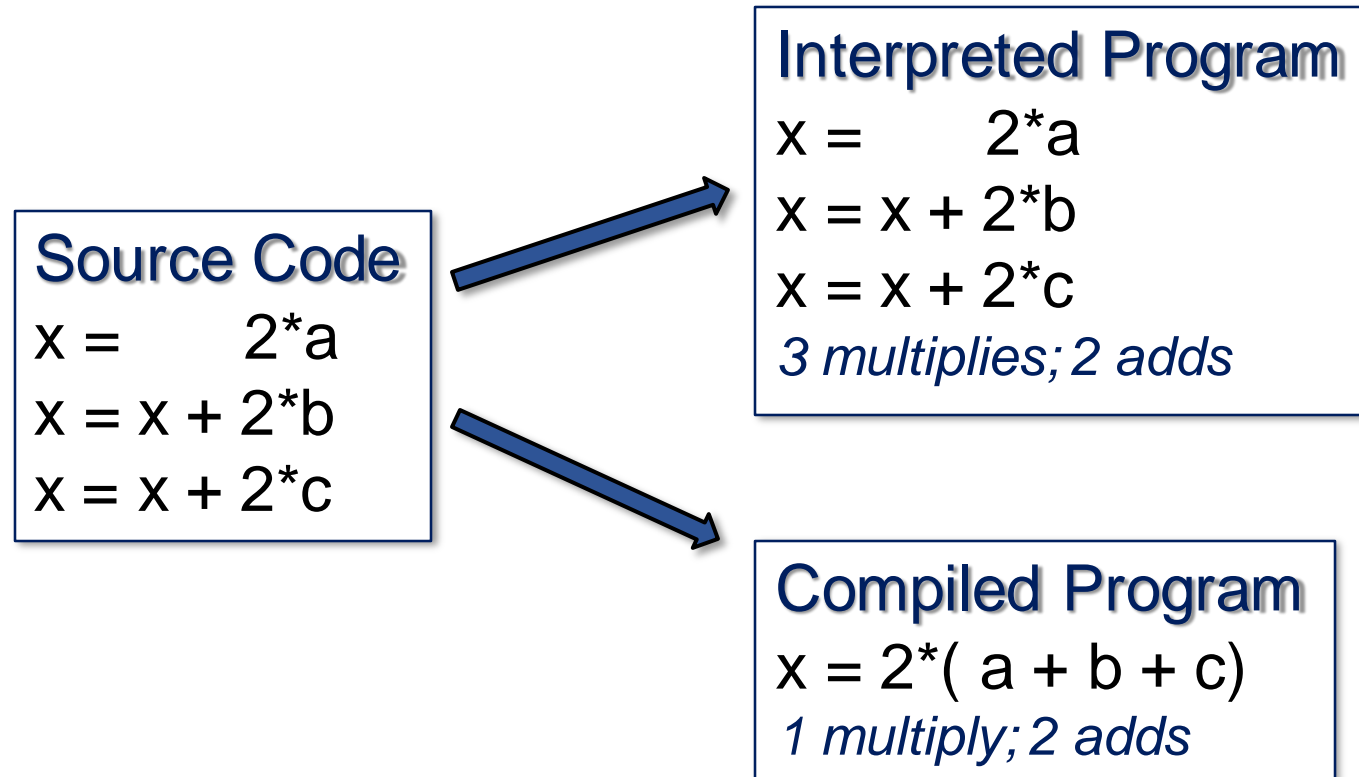 Source Code
x =      2*a
x = x + 2*b
x = x + 2*c
Interpreted Program
x =      2*a
x = x + 2*b
x = x + 2*c
3 multiplies; 2 adds
Compiled Program
x = 2*( a + b + c)
1 multiply; 2 adds